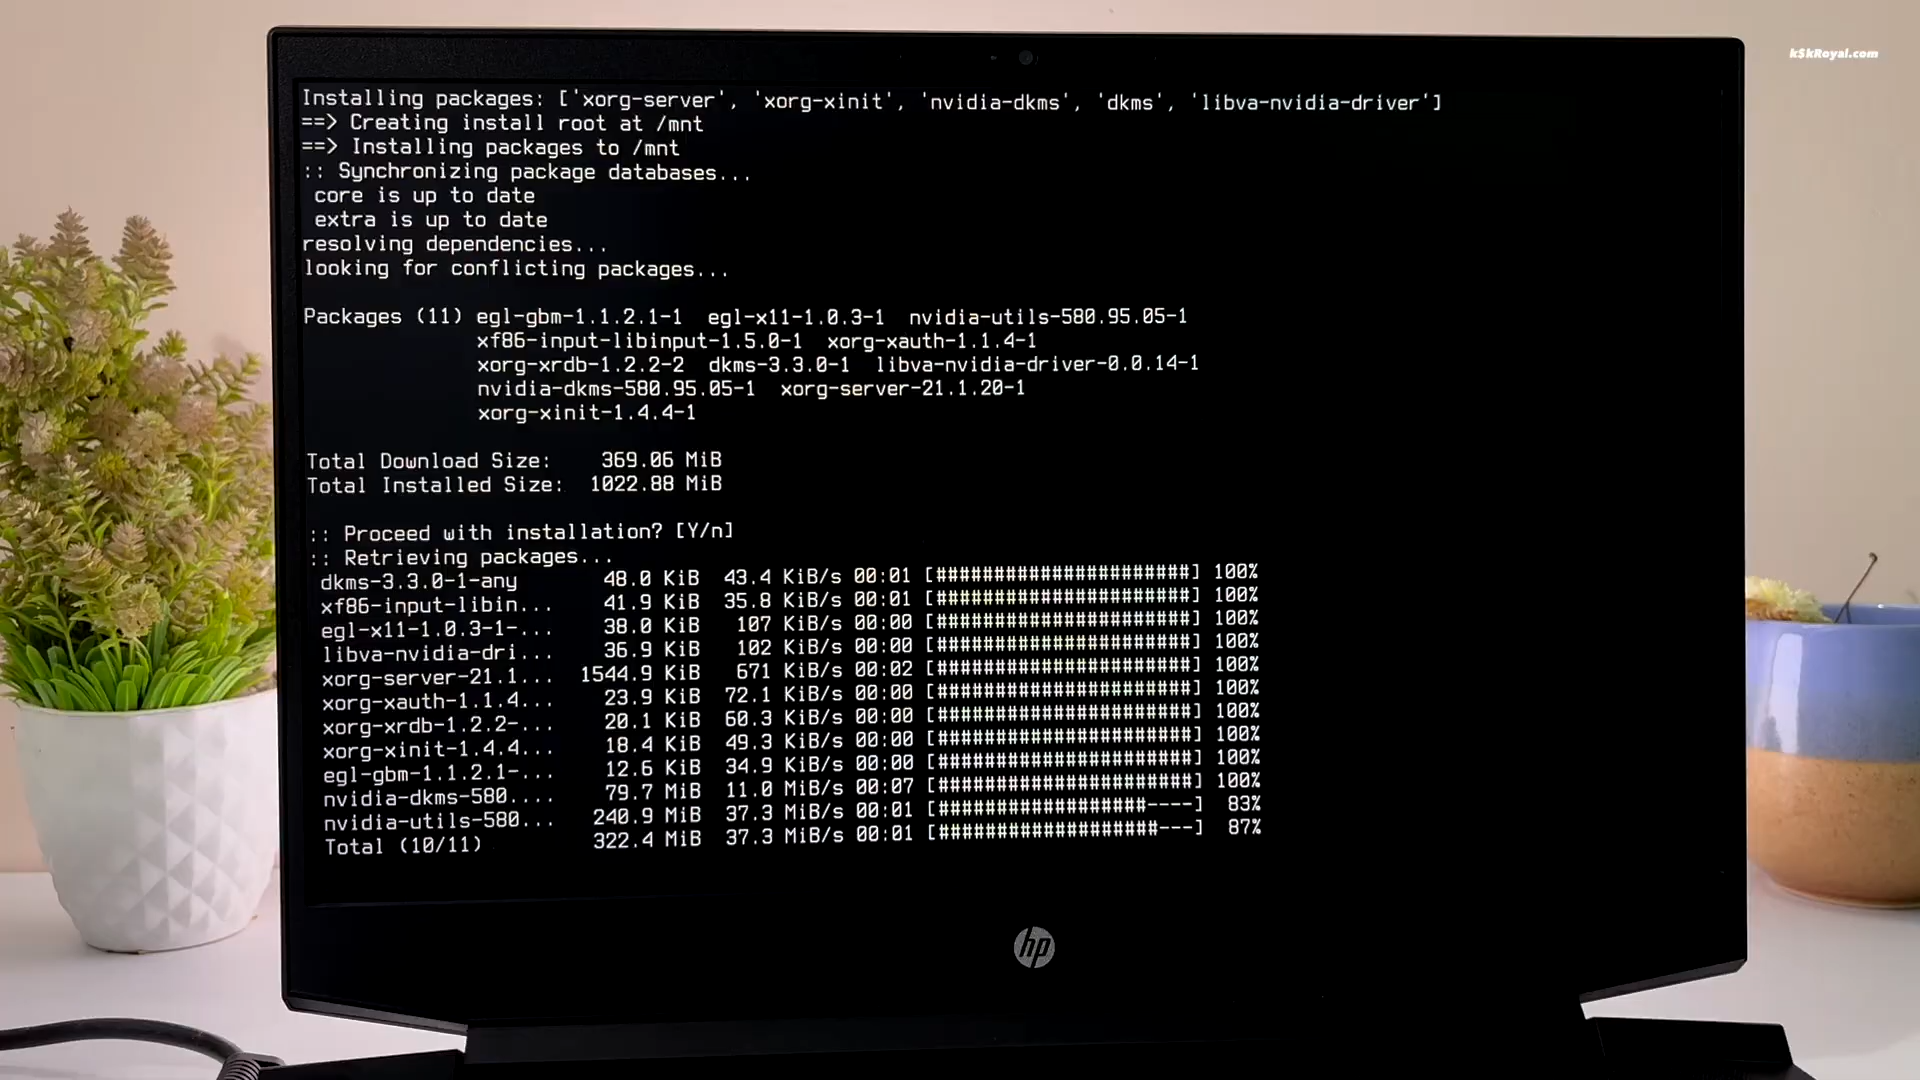 k$kRoyal.com
Installing packages: ['xorg-server', 'xorg-xinit', 'nvidia-dkms', 'dkms', 'libva-nvidia-driver']
==> Creating install root at /mnt
==> Installing packages to /mnt
:: Synchronizing package databases...
core is up to date
extra is up to date
resolving dependencies...
looking for conflicting packages...
Packages (11) egl-gbm-1.1.2.1-1 egl-x11-1.0.3-1 nvidia-utils-580.95.05-1
xf86-input-libinput-1.5.0-1 xorg-xauth-1.1.4-1
xorg-xrdb-1.2.2-2 dkms-3.3.0-1 libva-nvidia-driver-0.0.14-1
nvidia-dkms-580.95.05-1 xorg-server-21.1.20-1
xorg-xinit-1.4.4-1
Total Download Size: 369.06 MiB
Total Installed Size: 1022.88 MiB
:: Proceed with installation? [Y/n]
:: Retrieving packages...
dkms-3.3.0-1-any 48.0 KiB 43.4 KiB/s 00:01 [######################] 100%
xf86-input-libin... 41.9 KiB 35.8 KiB/s 00:01 [######################] 100%
egl-x11-1.0.3-1-... 38.0 KiB 107 KiB/s 00:00 [######################] 100%
libva-nvidia-dri... 36.9 KiB 102 KiB/s 00:00 [######################] 100%
xorg-server-21.1... 1544.9 KiB 671 KiB/s 00:02 [######################] 100%
xorg-xauth-1.1.4... 23.9 KiB 72.1 KiB/s 00:00 [######################] 100%
xorg-xrdb-1.2.2-... 20.1 KiB 60.3 KiB/s 00:00 [######################] 100%
xorg-xinit-1.4.4... 18.4 KiB 49.3 KiB/s 00:00 [######################] 100%
egl-gbm-1.1.2.1-... 12.6 KiB 34.9 KiB/s 00:00 [######################] 100%
nvidia-dkms-580.... 79.7 MiB 11.0 MiB/s 00:07 [######################] 100%
nvidia-utils-580... 240.9 MiB 37.3 MiB/s 00:01 [##################----] 83%
Total (10/11) 322.4 MiB 37.3 MiB/s 00:01 [###################---] 87%
hp